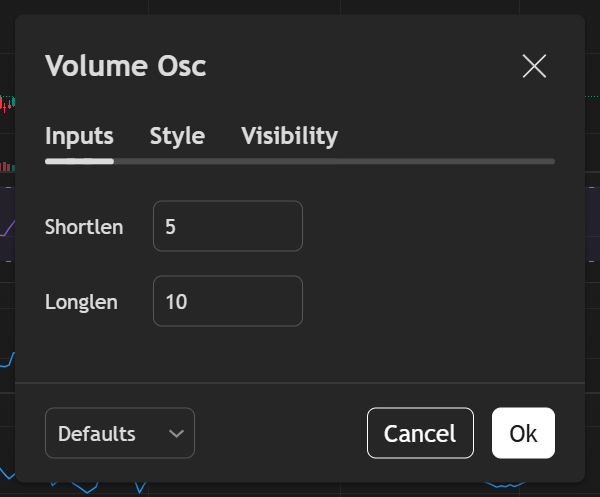 Volume Osc
Inputs Style Visibility
Shortlen 5
Longlen 10
Defaults Cancel Ok